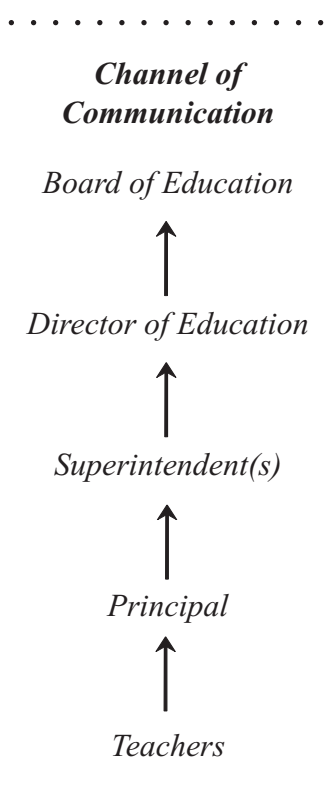 Channel of
Communication
Board of Education
Director of Education
Superintendent(s)
Principal
Teachers